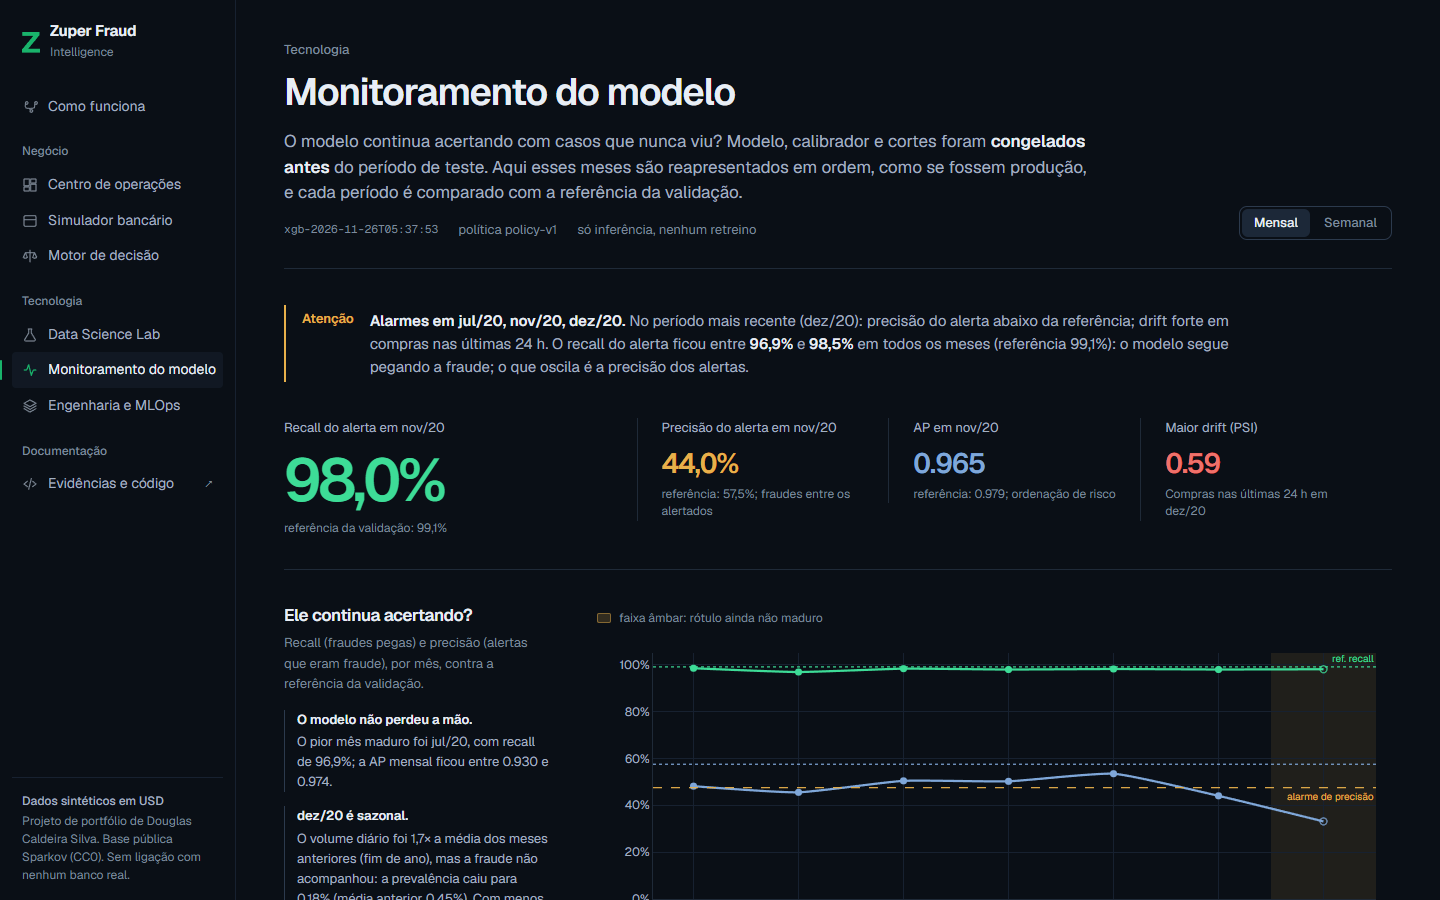 Zuper Fraud
Intelligence
Como funciona
Negócio
Centro de operações
Simulador bancário
Motor de decisão
Tecnologia
Data Science Lab
Monitoramento do modelo
Engenharia e MLOps
Documentação
Evidências e código ↗
Dados sintéticos em USD
Projeto de portfólio de Douglas
Caldeira Silva. Base pública
Sparkov (CC0). Sem ligação com
nenhum banco real.
Tecnologia
Monitoramento do modelo
O modelo continua acertando com casos que nunca viu? Modelo, calibrador e cortes foram congelados
antes do período de teste. Aqui esses meses são reapresentados em ordem, como se fossem produção,
e cada período é comparado com a referência da validação.
xgb-2026-11-26T05:37:53 política policy-v1 só inferência, nenhum retreino
Mensal Semanal
Atenção
Alarmes em jul/20, nov/20, dez/20. No período mais recente (dez/20): precisão do alerta abaixo da referência; drift forte em
compras nas últimas 24 h. O recall do alerta ficou entre 96,9% e 98,5% em todos os meses (referência 99,1%): o modelo segue
pegando a fraude; o que oscila é a precisão dos alertas.
Recall do alerta em nov/20
98,0%
referência da validação: 99,1%
Precisão do alerta em nov/20
44,0%
referência: 57,5%; fraudes entre os
alertados
AP em nov/20
0.965
referência: 0.979; ordenação de risco
Maior drift (PSI)
0.59
Compras nas últimas 24 h em
dez/20
Ele continua acertando?
Recall (fraudes pegas) e precisão (alertas
que eram fraude), por mês, contra a
referência da validação.
O modelo não perdeu a mão.
O pior mês maduro foi jul/20, com recall
de 96,9%; a AP mensal ficou entre 0.930 e
0.974.
dez/20 é sazonal.
O volume diário foi 1,7× a média dos meses
anteriores (fim de ano), mas a fraude não
acompanhou: a prevalência caiu para
0,18% (média anterior 0,45%). Com menos
faixa âmbar: rótulo ainda não maduro
100%
80%
60%
40%
20%
0%
ref. recall
alarme de precisão